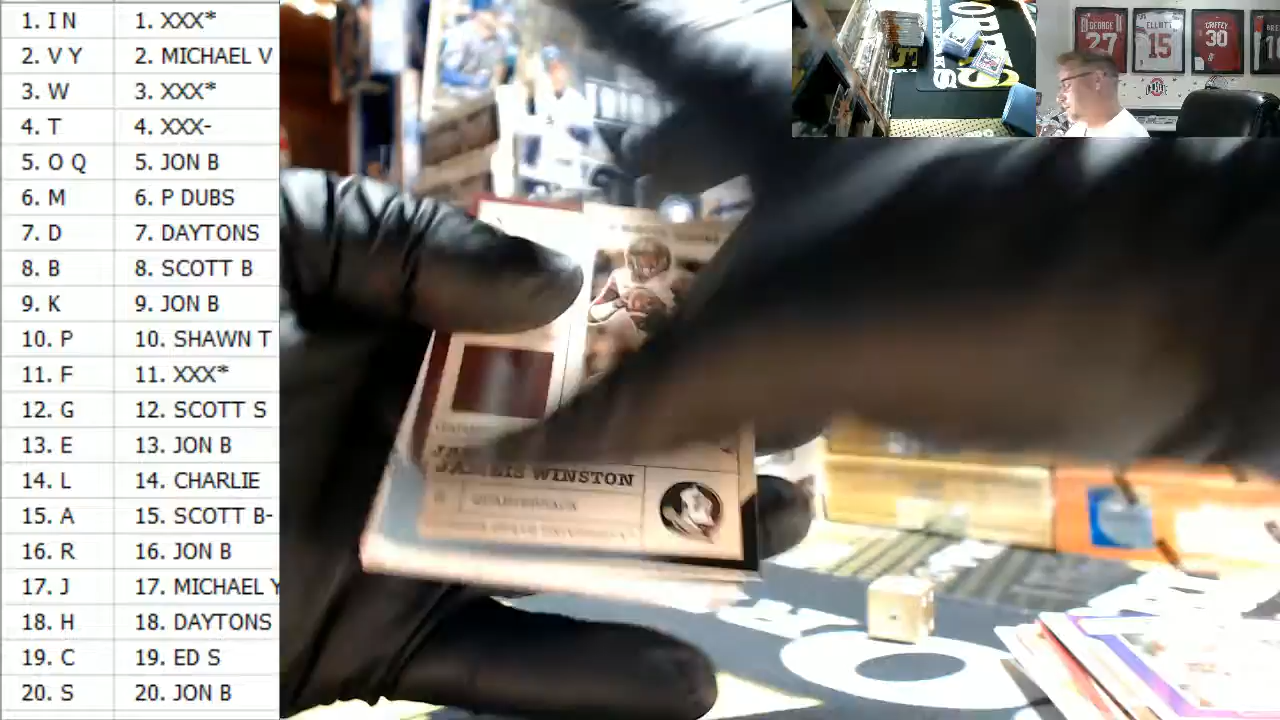 1. I N 1. XXX*
2. V Y 2. MICHAEL V
3. W 3. XXX*
4. T 4. XXX-
5. O Q 5. JON B
6. M 6. P DUBS
7. D 7. DAYTONS
8. B 8. SCOTT B
9. K 9. JON B
10. P 10. SHAWN T
11. F 11. XXX*
12. G 12. SCOTT S
13. E 13. JON B
14. L 14. CHARLIE
15. A 15. SCOTT B-
16. R 16. JON B
17. J 17. MICHAEL Y
18. H 18. DAYTONS
19. C 19. ED S
20. S 20. JON B
GEORGE
27
ELLIOTT
15
30
WINSTON
QUARTERBACK